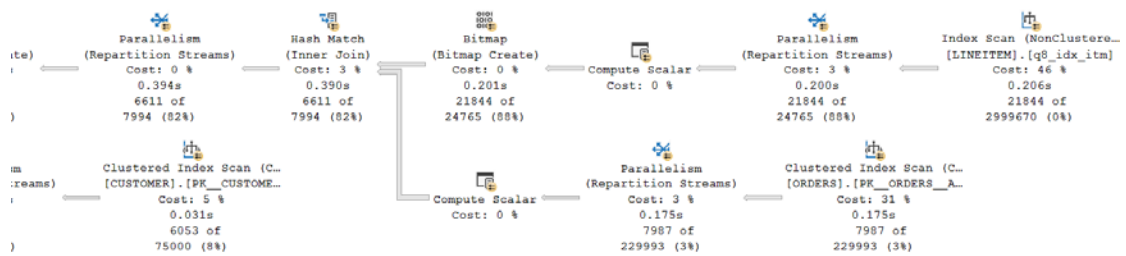 Parallelism
(Repartition Streams)
Cost: 0 %
0.394s
6611 of
7994 (82%)
Hash Match
(Inner Join)
Cost: 3 %
0.390s
6611 of
7994 (82%)
Bitmap
(Bitmap Create)
Cost: 0 %
0.201s
21844 of
24765 (88%)
Compute Scalar
Cost: 0 %
Parallelism
(Repartition Streams)
Cost: 3 %
0.200s
21844 of
24765 (88%)
Index Scan (NonClustere...
[LINEITEM].[q8_idx_itm]
Cost: 46 %
0.206s
21844 of
2999670 (0%)
Clustered Index Scan (C...
[CUSTOMER].[PK__CUSTOME...
Cost: 5 %
0.031s
6053 of
75000 (8%)
Compute Scalar
Cost: 0 %
Parallelism
(Repartition Streams)
Cost: 3 %
0.175s
7987 of
229993 (3%)
Clustered Index Scan (C...
[ORDERS].[PK__ORDERS__A...
Cost: 31 %
0.175s
7987 of
229993 (3%)